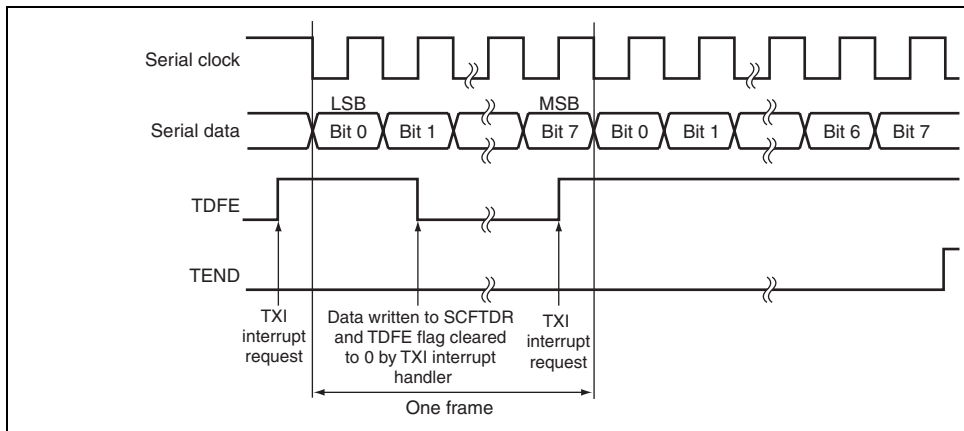 Serial clock
LSB
MSB
Serial data
Bit 0
Bit 1
Bit 7
Bit 0
Bit 1
Bit 6
Bit 7
TDFE
TEND
TXI
interrupt
request
Data written to SCFTDR
and TDFE flag cleared
to 0 by TXI interrupt
handler
TXI
interrupt
request
One frame